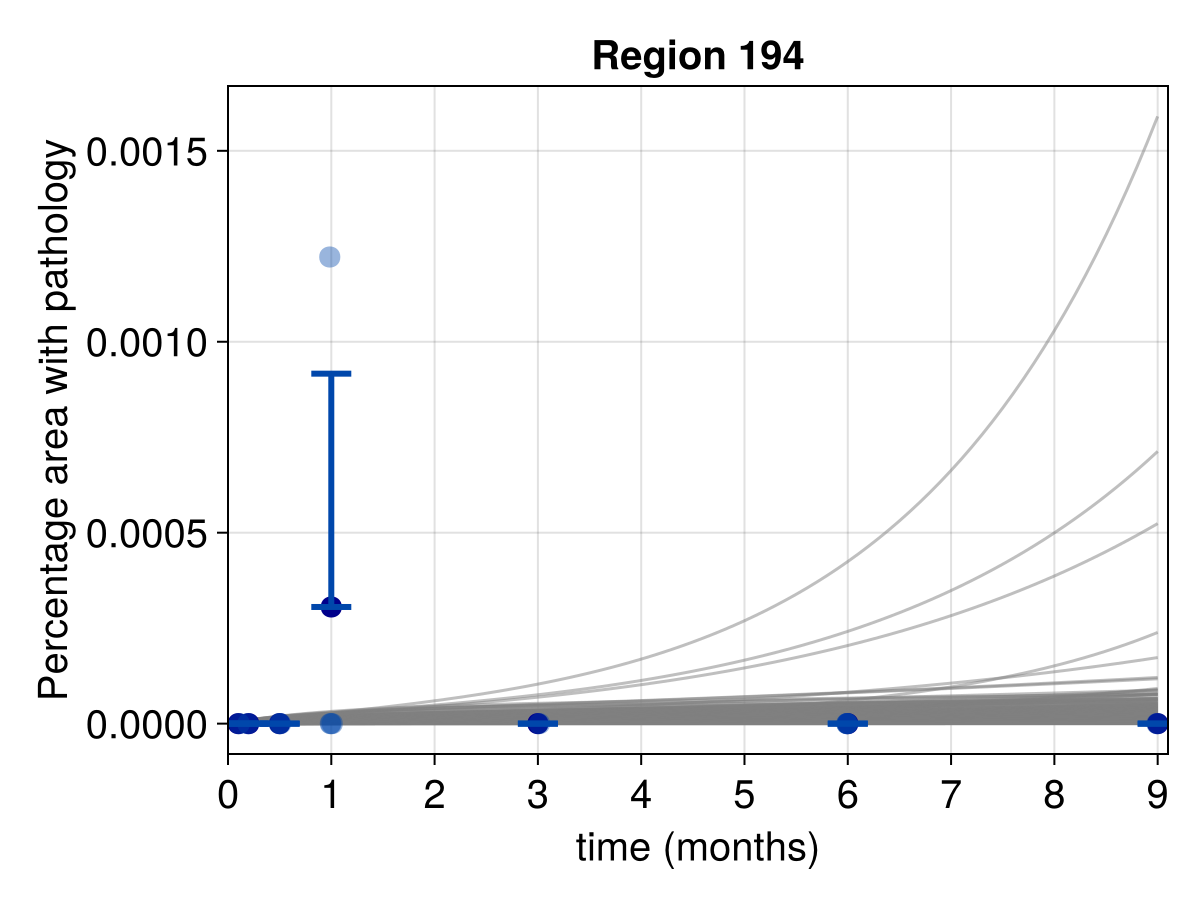 Region 194
Percentage area with pathology
0.0015
0.0010
0.0005
0.0000
0 1 2 3 4 5 6 7 8 9
time (months)